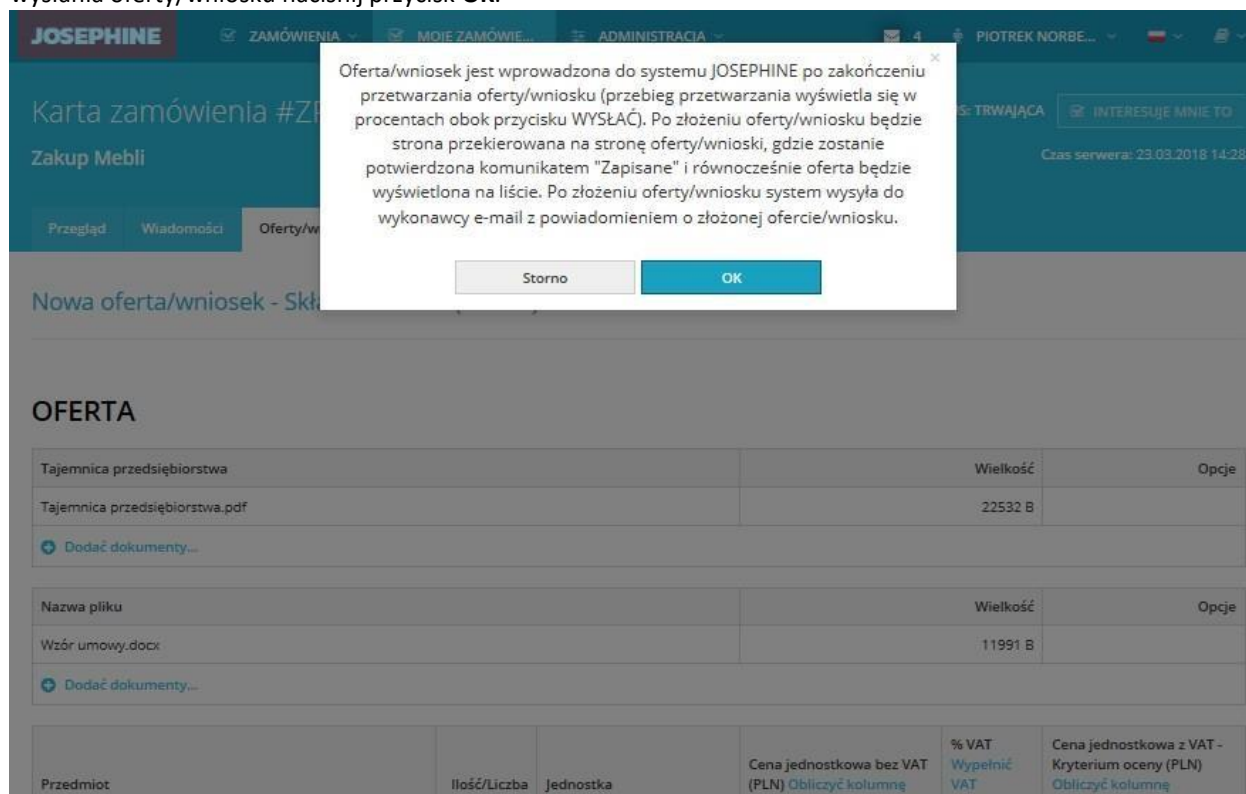 wysłania oferty/wniosku naciśnij przycisk OK.
JOSEPHINE ZAMÓWIENIA MOJE ZAMÓWIE... ADMINISTRACJA 4 PIOTREK NORBE...
×
Oferta/wniosek jest wprowadzona do systemu JOSEPHINE po zakończeniu
przetwarzania oferty/wniosku (przebieg przetwarzania wyświetla się w
procentach obok przycisku WYSŁAĆ). Po złożeniu oferty/wniosku będzie
strona przekierowana na stronę oferty/wnioski, gdzie zostanie
potwierdzona komunikatem "Zapisane" i równocześnie oferta będzie
wyświetlona na liście. Po złożeniu oferty/wniosku system wysyła do
wykonawcy e-mail z powiadomieniem o złożonej ofercie/wniosku.
Storno OK
Karta zamówienia #ZP TRWAJĄCA INTERESUJE MNIE TO
Zakup Mebli Czas serwera: 23.03.2018 14:28
Przegląd Wiadomości Oferty/w
Nowa oferta/wniosek - Skł
OFERTA
Tajemnica przedsiębiorstwa Wielkość Opcje
Tajemnica przedsiębiorstwa.pdf 22532 B
Dodać dokumenty...
Nazwa pliku Wielkość Opcje
Wzór umowy.docx 11991 B
Dodać dokumenty...
Przedmiot Ilość/Liczba Jednostka
Cena jednostkowa bez VAT
(PLN) Obliczyć kolumnę
% VAT
Wypełnić
VAT
Cena jednostkowa z VAT -
Kryterium oceny (PLN)
Obliczyć kolumnę